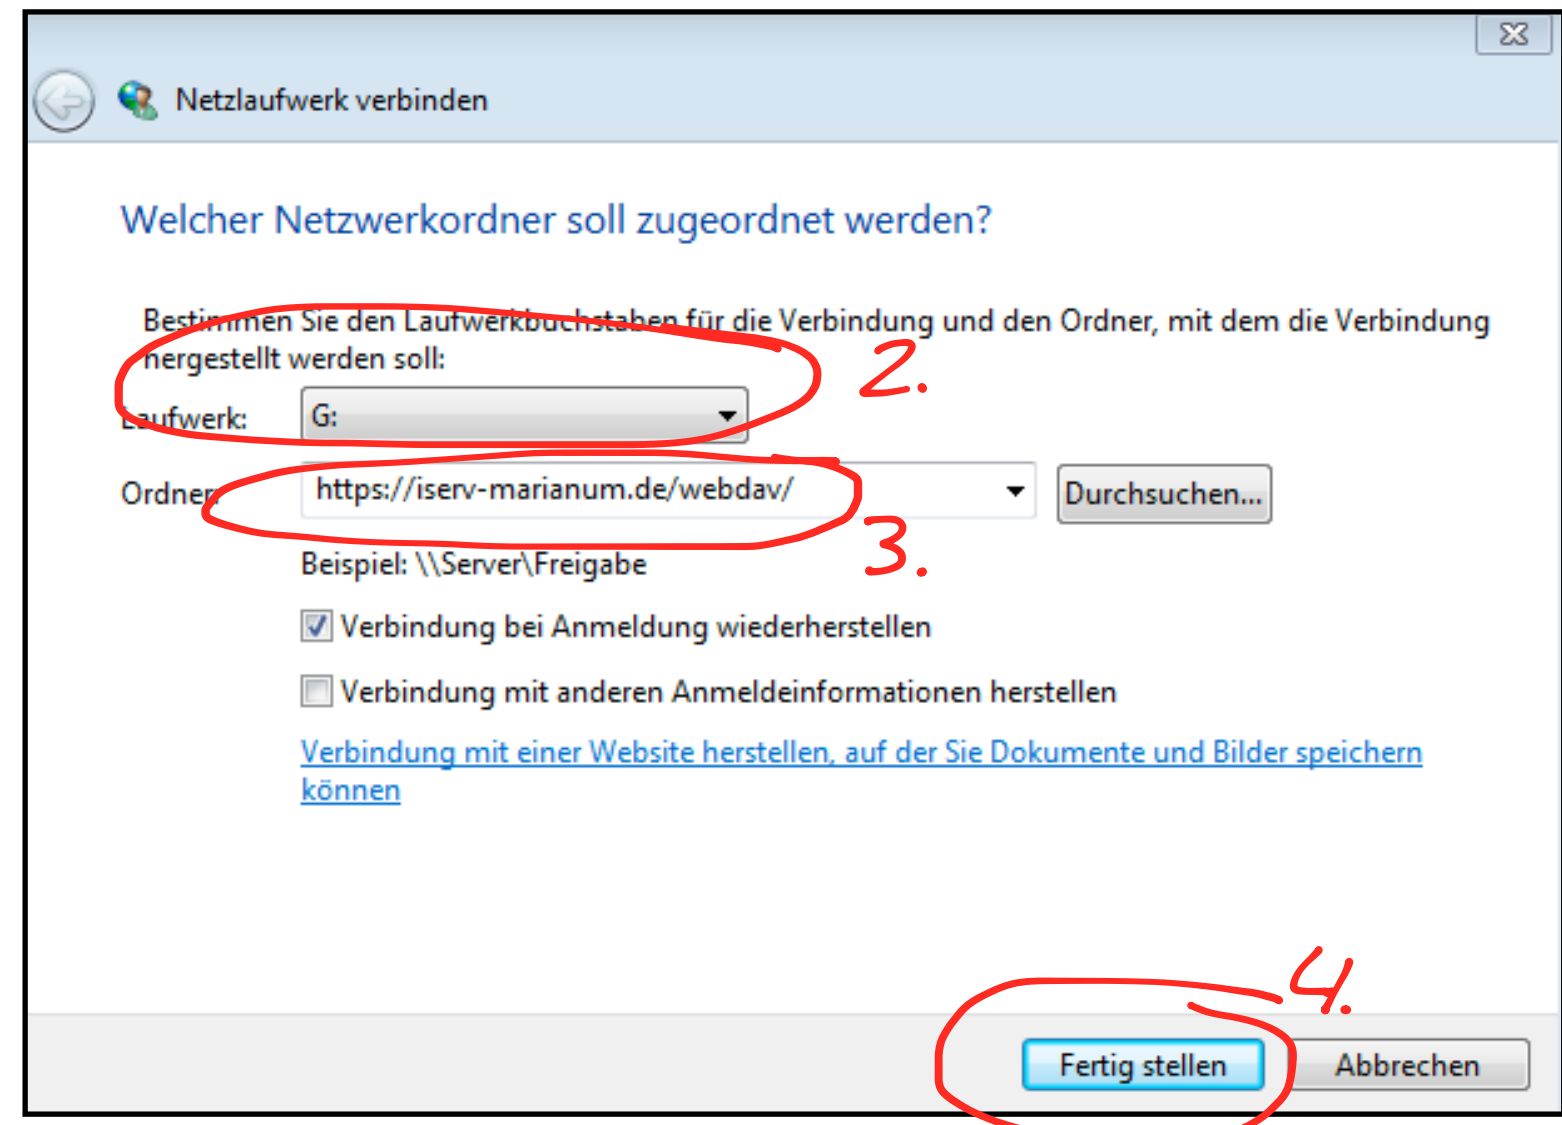 Netzlaufwerk verbinden
Welcher Netzwerkordner soll zugeordnet werden?
Bestimmen Sie den Laufwerkbuchstaben für die Verbindung und den Ordner, mit dem die Verbindung
hergestellt werden soll:
2.
Laufwerk: G:
Ordner: https://iserv-marianum.de/webdav/ Durchsuchen...
3.
Beispiel: \\Server\Freigabe
Verbindung bei Anmeldung wiederherstellen
Verbindung mit anderen Anmeldeinformationen herstellen
Verbindung mit einer Website herstellen, auf der Sie Dokumente und Bilder speichern
können
4.
Fertig stellen Abbrechen